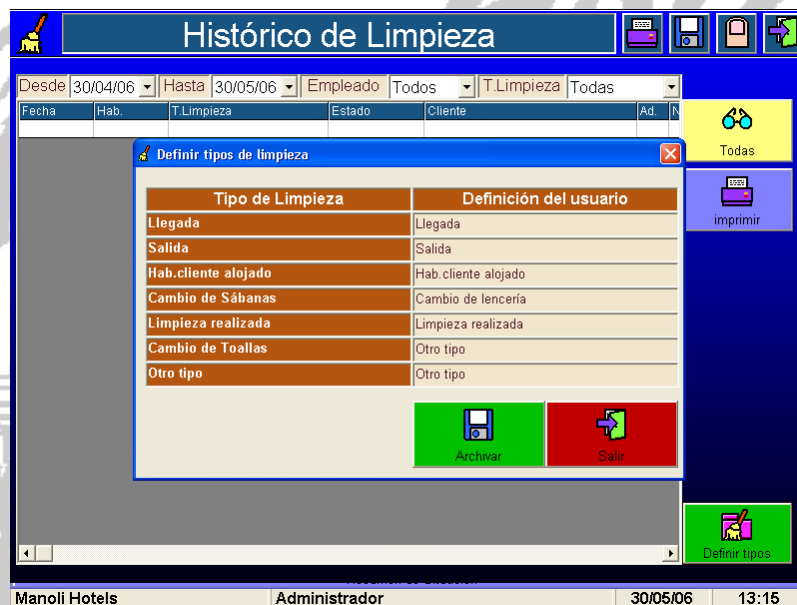 Histórico de Limpieza
Desde 30/04/06 Hasta 30/05/06 Empleado Todos T.Limpieza Todas
Fecha Hab. T.Limpieza Estado Cliente Ad. N
Todas
imprimir
Definir tipos de limpieza
Tipo de Limpieza Definición del usuario
Llegada Llegada
Salida Salida
Hab.cliente alojado Hab.cliente alojado
Cambio de Sábanas Cambio de lencería
Limpieza realizada Limpieza realizada
Cambio de Toallas Otro tipo
Otro tipo Otro tipo
Archivar Salir
Definir tipos
Manoli Hotels Administrador 30/05/06 13:15